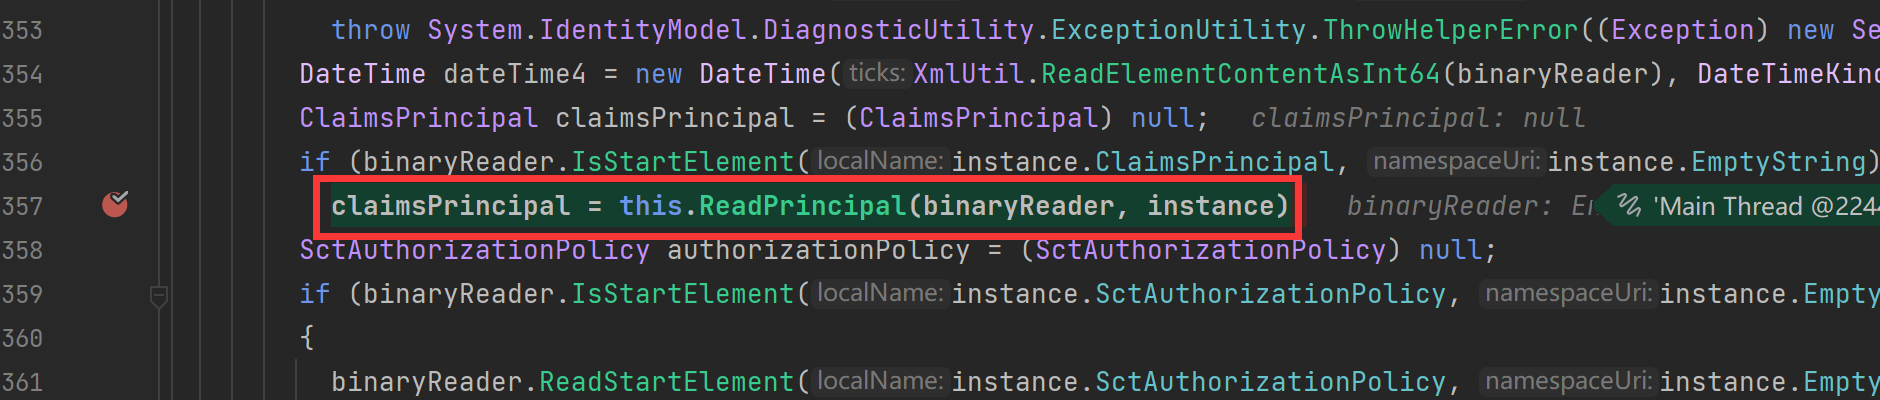 353 throw System.IdentityModel.DiagnosticUtility.ExceptionUtility.ThrowHelperError((Exception) new Se
354 DateTime dateTime4 = new DateTime( ticks: XmlUtil.ReadElementContentAsInt64(binaryReader), DateTimeKind
355 ClaimsPrincipal claimsPrincipal = (ClaimsPrincipal) null; claimsPrincipal: null
356 if (binaryReader.IsStartElement( localName: instance.ClaimsPrincipal, namespaceUri: instance.EmptyString)
357 claimsPrincipal = this.ReadPrincipal(binaryReader, instance) binaryReader: 'Main Thread @224
358 SctAuthorizationPolicy authorizationPolicy = (SctAuthorizationPolicy) null;
359 if (binaryReader.IsStartElement( localName: instance.SctAuthorizationPolicy, namespaceUri: instance.Empty
360 {
361 binaryReader.ReadStartElement( localName: instance.SctAuthorizationPolicy, namespaceUri: instance.Empty